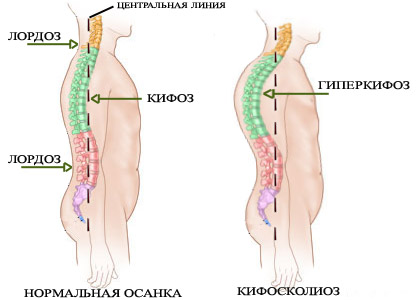 ЦЕНТРАЛЬНАЯ ЛИНИЯ
ЛОРДОЗ
КИФОЗ
ЛОРДОЗ
НОРМАЛЬНАЯ ОСАНКА
ГИПЕРКИФОЗ
КИФОСКОЛИОЗ